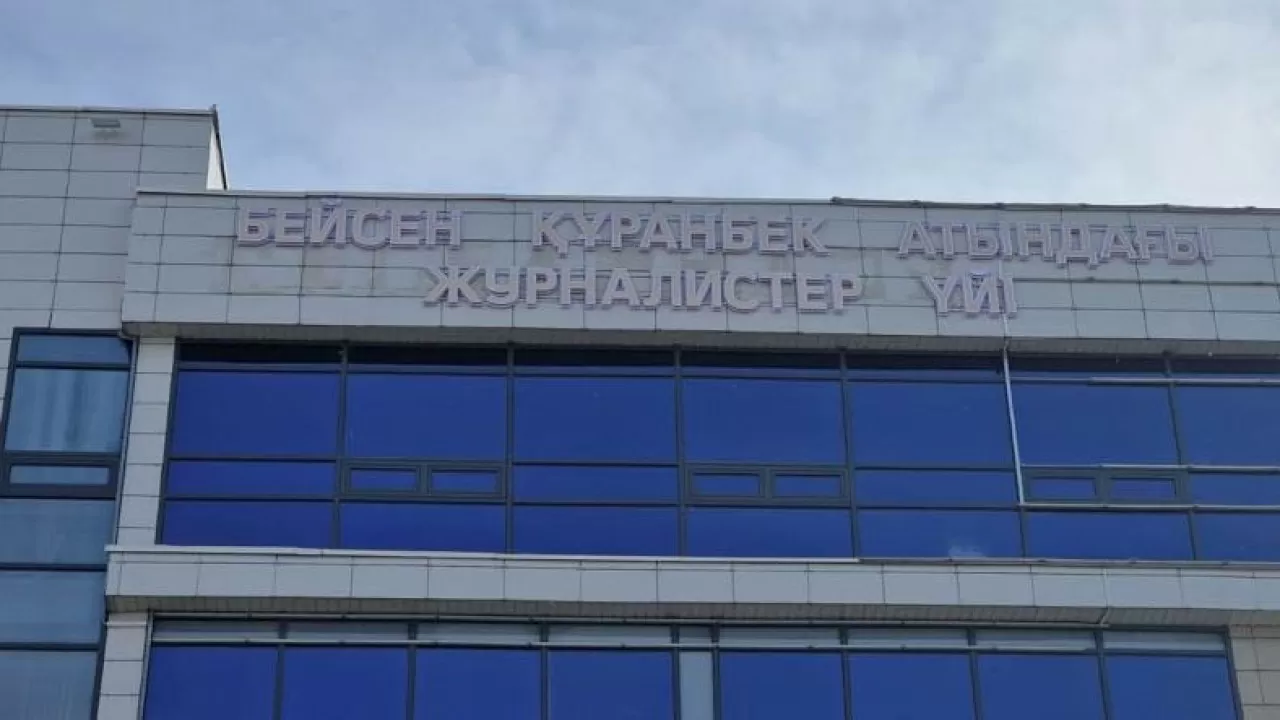 БЕЙСЕН ҚҰРАНБЕК АТЫНДАҒЫ
ЖУРНАЛИСТЕР ҮЙІ